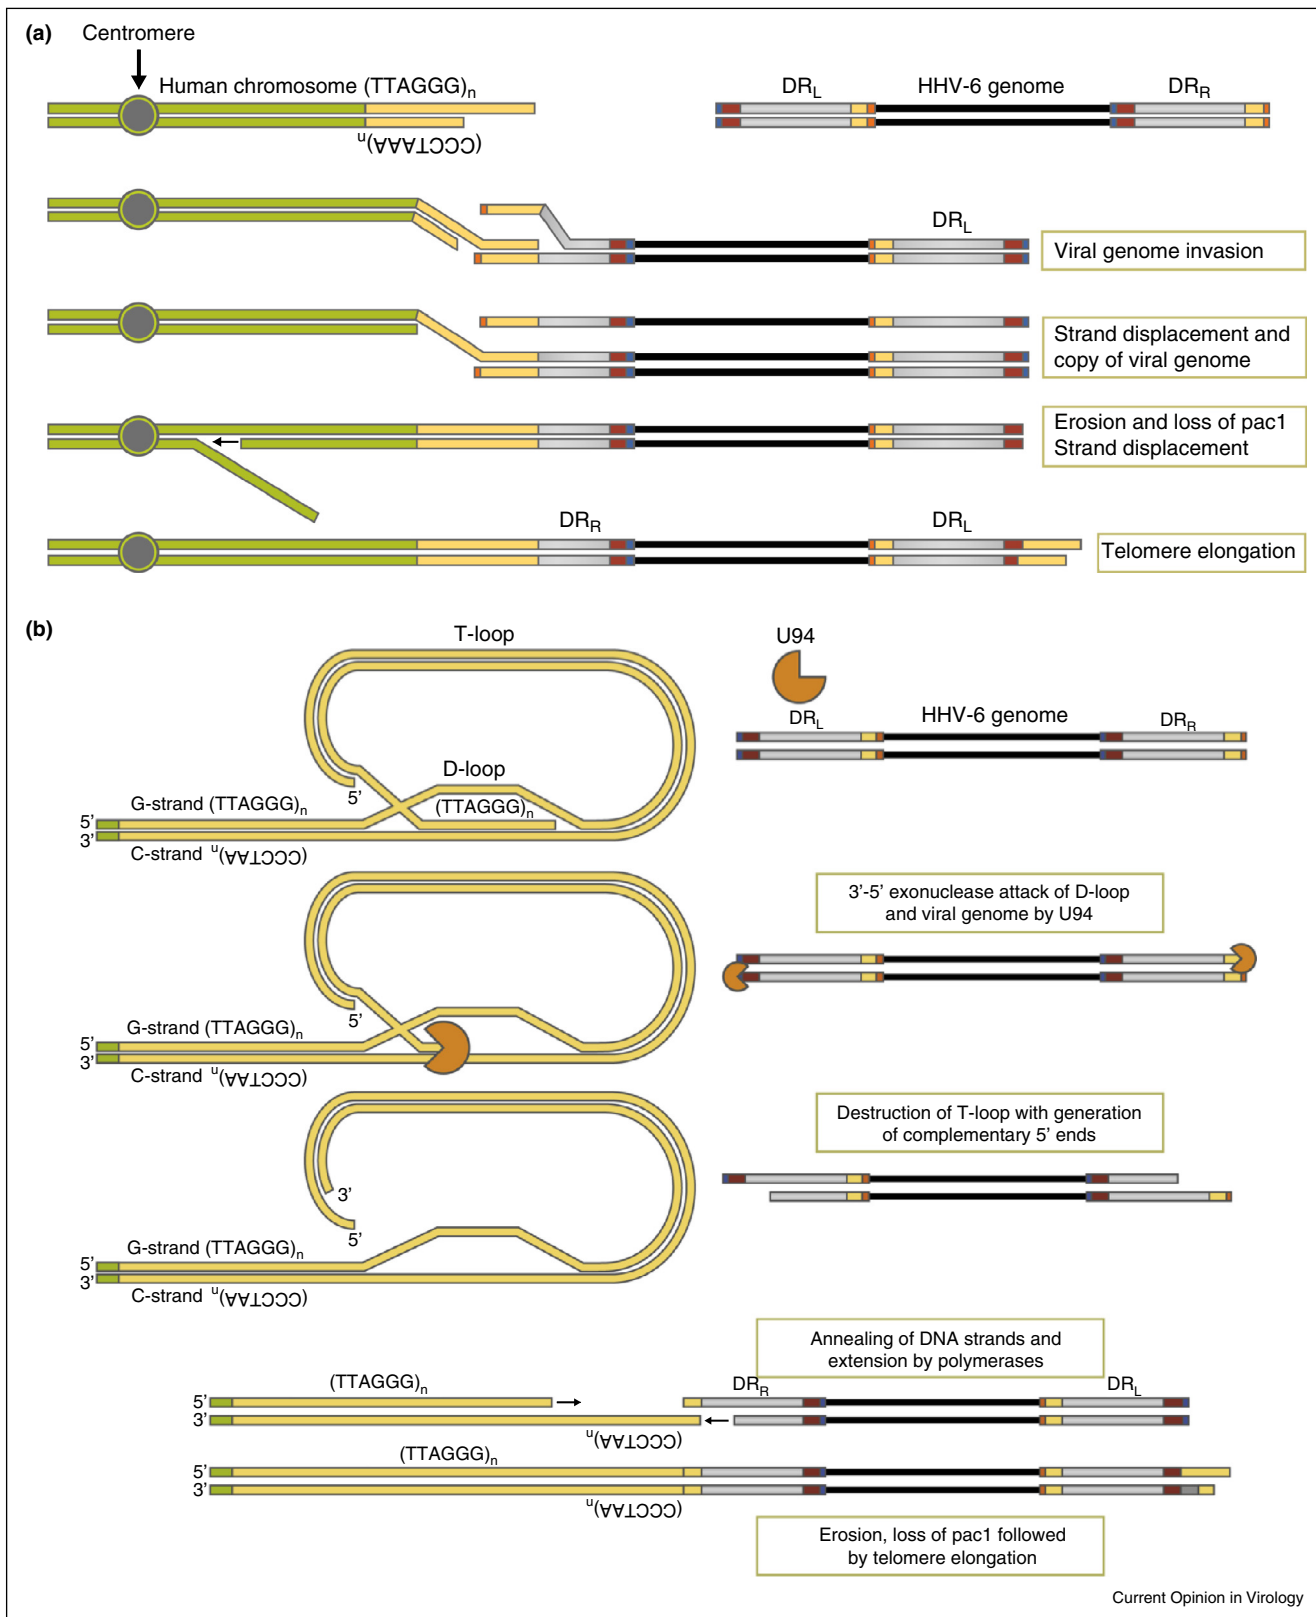 (a)
Centromere
Human chromosome (TTAGGG)n
(CCCTAAA)n
DRL
HHV-6 genome
DRR
DRL
Viral genome invasion
Strand displacement and
copy of viral genome
Erosion and loss of pac1
Strand displacement
DRR
DRL
Telomere elongation
(b)
T-loop
U94
DRL
HHV-6 genome
DRR
D-loop
5'
(TTAGGG)n
G-strand (TTAGGG)n
5'
3'
C-strand (CCCTAA)n
3'-5' exonuclease attack of D-loop
and viral genome by U94
5'
G-strand (TTAGGG)n
5'
3'
C-strand (CCCTAA)n
Destruction of T-loop with generation
of complementary 5' ends
3'
5'
G-strand (TTAGGG)n
5'
3'
C-strand (CCCTAA)n
Annealing of DNA strands and
extension by polymerases
(TTAGGG)n
DRR
DRL
5'
3'
(CCCTAA)n
(TTAGGG)n
5'
3'
(CCCTAA)n
Erosion, loss of pac1 followed
by telomere elongation
Current Opinion in Virology